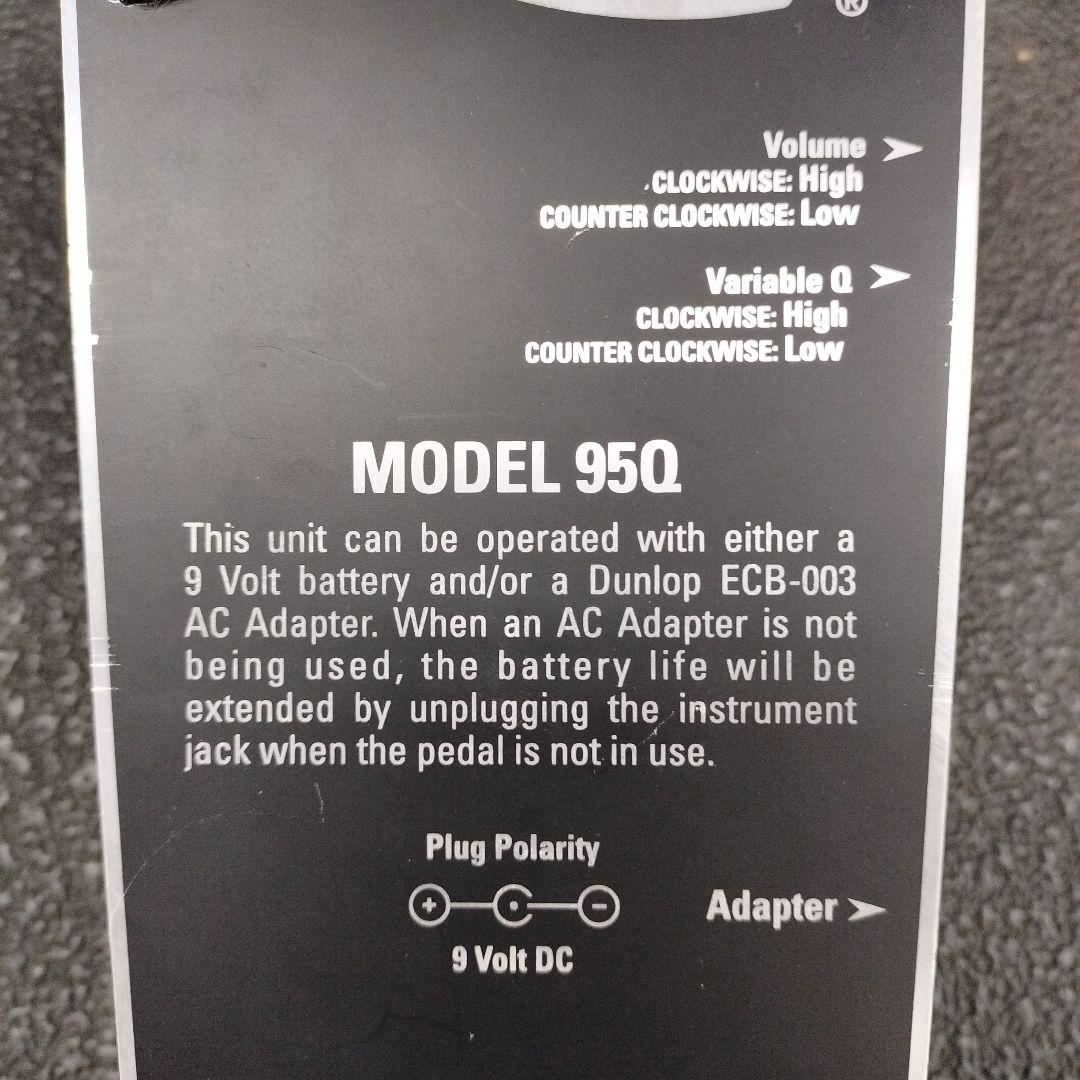 ®
Volume
CLOCKWISE: High
COUNTER CLOCKWISE: Low
Variable Q
CLOCKWISE: High
COUNTER CLOCKWISE: Low
MODEL 95Q
This unit can be operated with either a
9 Volt battery and/or a Dunlop ECB-003
AC Adapter. When an AC Adapter is not
being used, the battery life will be
extended by unplugging the instrument
jack when the pedal is not in use.
Plug Polarity
+ -
Adapter
9 Volt DC